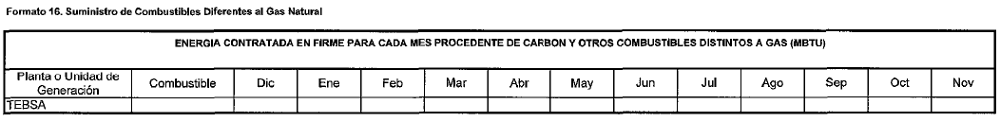 Formato 16. Suministro de Combustibles Diferentes al Gas Natural
ENERGIA CONTRATADA EN FIRME PARA CADA MES PROCEDENTE DE CARBON Y OTROS COMBUSTIBLES DISTINTOS A GAS (MBTU)
Planta o Unidad de Generación Combustible Dic Ene Feb Mar Abr May Jun Jul Ago Sep Oct Nov
TEBSA